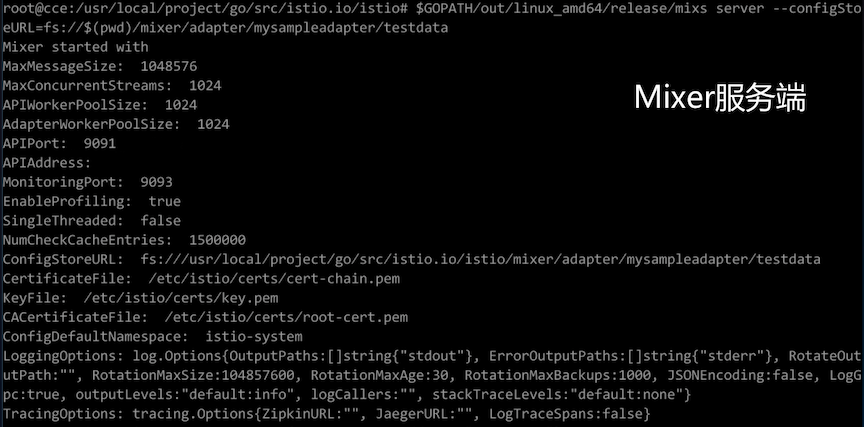 root@cce:/usr/local/project/go/src/istio.io/istio# $GOPATH/out/linux_amd64/release/mixs server --configSto
eURL=fs://$(pwd)/mixer/adapter/mysampleadapter/testdata
Mixer started with
MaxMessageSize:  1048576
MaxConcurrentStreams:  1024
Mixer服务端
APIWorkerPoolSize:  1024
AdapterWorkerPoolSize:  1024
APIPort:  9091
APIAddress:
MonitoringPort:  9093
EnableProfiling:  true
SingleThreaded:  false
NumCheckCacheEntries:  1500000
ConfigStoreURL:  fs:///usr/local/project/go/src/istio.io/istio/mixer/adapter/mysampleadapter/testdata
CertificateFile:  /etc/istio/certs/cert-chain.pem
KeyFile:  /etc/istio/certs/key.pem
CACertificateFile:  /etc/istio/certs/root-cert.pem
ConfigDefaultNamespace:  istio-system
LoggingOptions: log.Options{OutputPaths:[]string{"stdout"}, ErrorOutputPaths:[]string{"stderr"}, RotateOu
utPath:"", RotationMaxSize:104857600, RotationMaxAge:30, RotationMaxBackups:1000, JSONEncoding:false, LogG
pc:true, outputLevels:"default:info", logCallers:"", stackTraceLevels:"default:none"}
TracingOptions: tracing.Options{ZipkinURL:"", JaegerURL:"", LogTraceSpans:false}